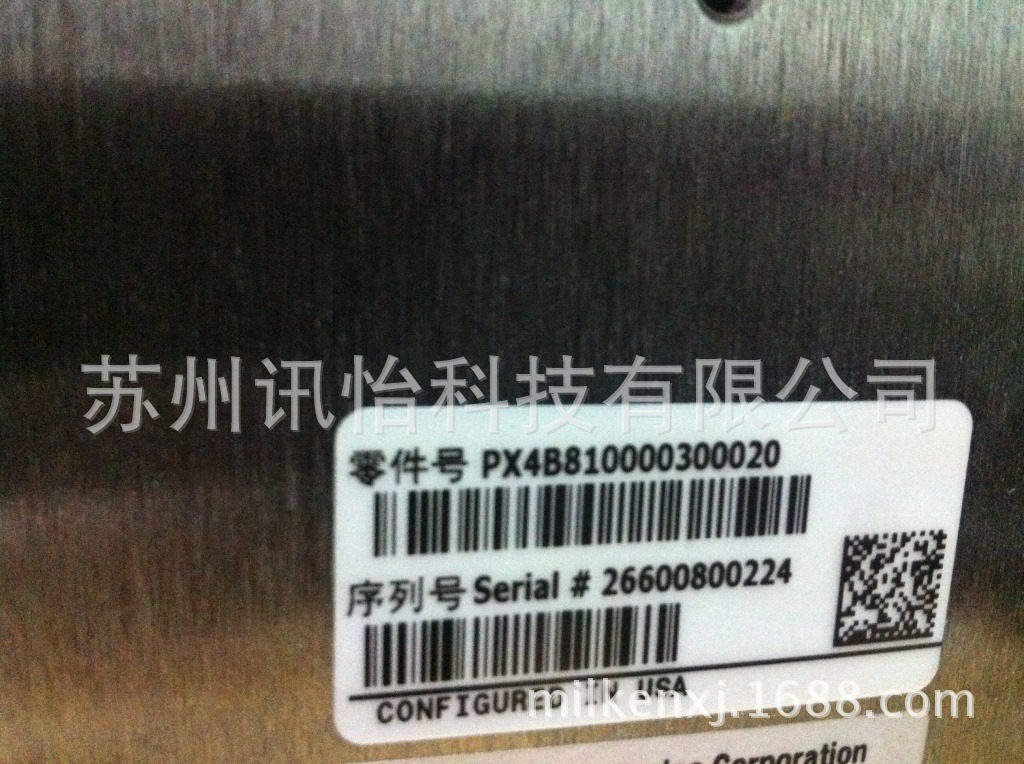 苏州讯怡科技有限公司
零件号 PX4B810000300020
序列号 Serial # 26600800224
CONFIGURED IN USA
milkenxj.1688.com
Corporation